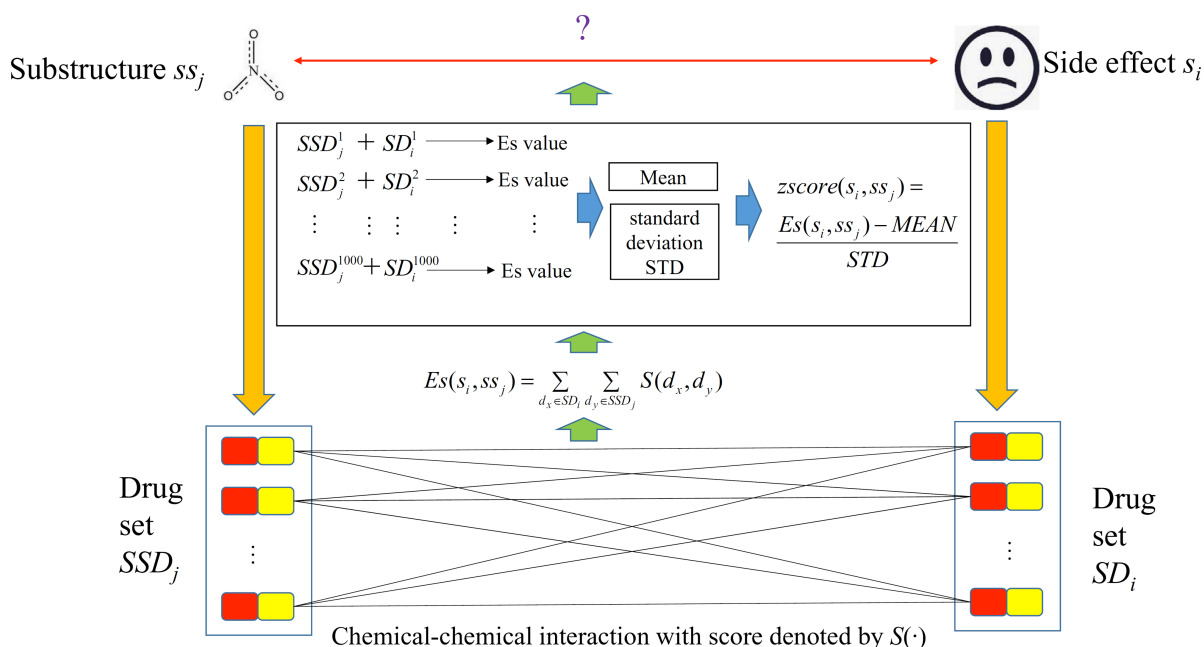 ?
Substructure ss_j
O
N
O
O
Side effect s_i
SSD_j^1 + SD_i^1 → Es value
SSD_j^2 + SD_i^2 → Es value
⋮ ⋮ ⋮ ⋮ ⋮
SSD_j^1000 + SD_i^1000 → Es value
Mean
standard
deviation
STD
zscore(s_i, ss_j) =
Es(s_i, ss_j) − MEAN
STD
Es(s_i, ss_j) = ∑_{d_x∈SD_i} ∑_{d_y∈SSD_j} S(d_x, d_y)
Drug
set
SSD_j
⋮
⋮
Drug
set
SD_i
Chemical-chemical interaction with score denoted by S(·)